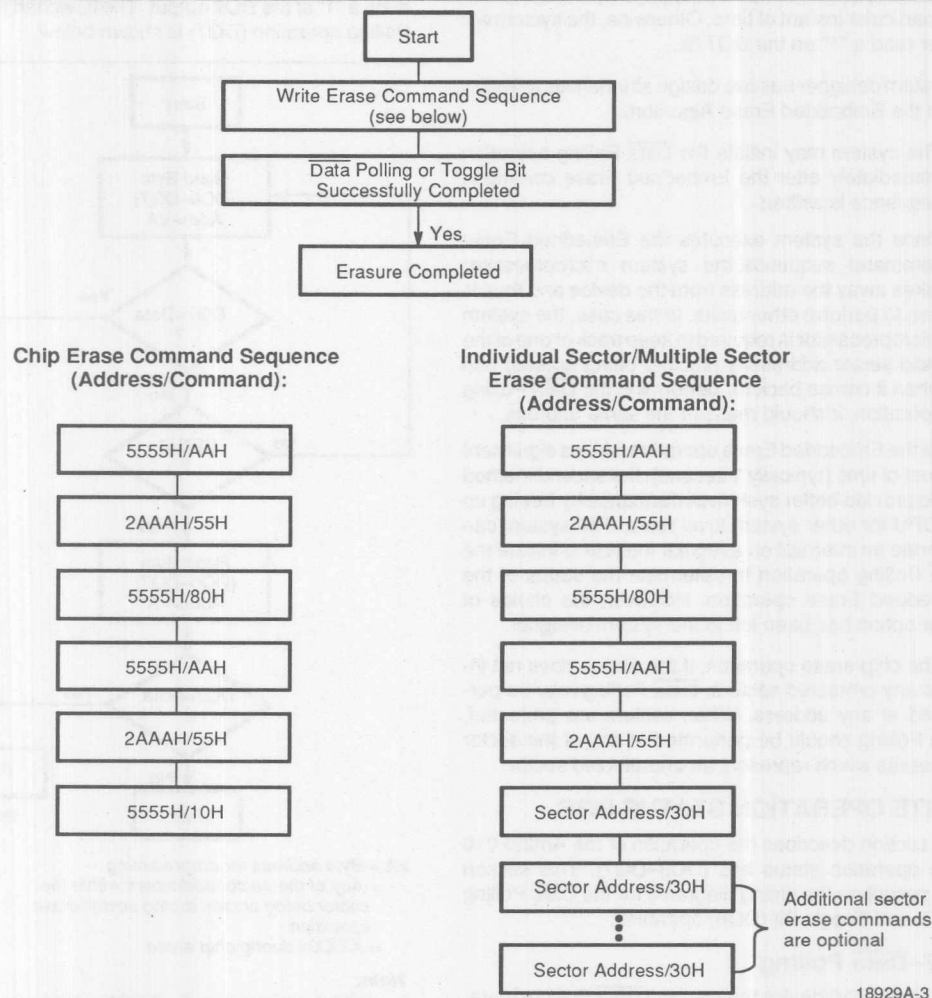 Start
Write Erase Command Sequence
(see below)
Data Polling or Toggle Bit
Successfully Completed
Yes
Erasure Completed
Chip Erase Command Sequence
(Address/Command):
5555H/AAH
2AAAH/55H
5555H/80H
5555H/AAH
2AAAH/55H
5555H/10H
Individual Sector/Multiple Sector
Erase Command Sequence
(Address/Command):
5555H/AAH
2AAAH/55H
5555H/80H
5555H/AAH
2AAAH/55H
Sector Address/30H
Sector Address/30H
Sector Address/30H
Additional sector
erase commands
are optional
18929A-3